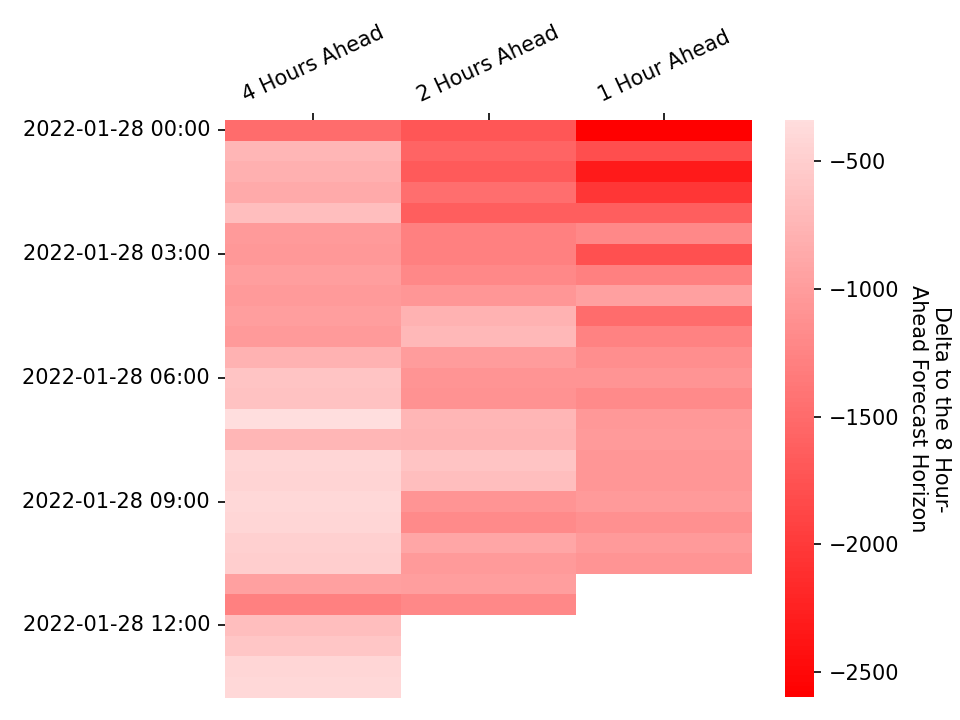 4 Hours Ahead
2 Hours Ahead
1 Hour Ahead
2022-01-28 00:00
2022-01-28 03:00
2022-01-28 06:00
2022-01-28 09:00
2022-01-28 12:00
−500
−1000
−1500
−2000
−2500
Delta to the 8 Hour-
Ahead Forecast Horizon